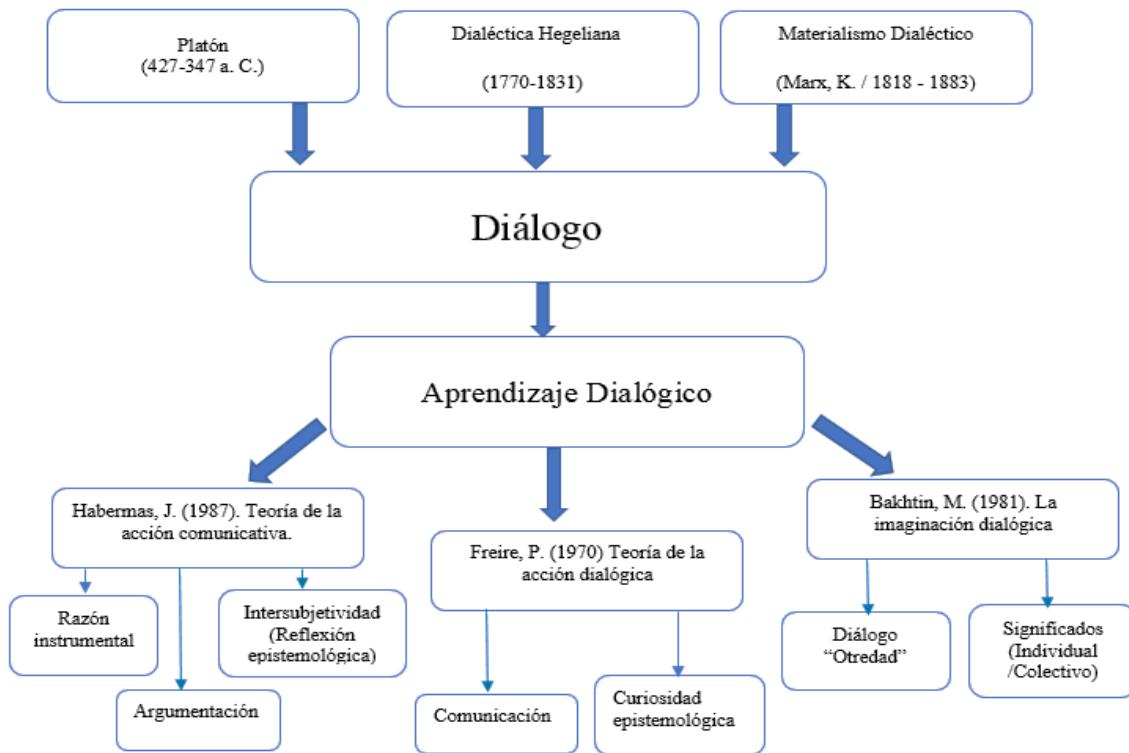 Platón
(427-347 a. C.)
Dialéctica Hegeliana
(1770-1831)
Materialismo Dialéctico
(Marx, K. / 1818 - 1883)
Diálogo
Aprendizaje Dialógico
Habermas, J. (1987). Teoría de la
acción comunicativa.
Freire, P. (1970) Teoría de la
acción dialógica
Bakhtin, M. (1981). La
imaginación dialógica
Razón
instrumental
Argumentación
Intersubjetividad
(Reflexión
epistemológica)
Comunicación
Curiosidad
epistemológica
Diálogo
“Otredad”
Significados
(Individual
/Colectivo)